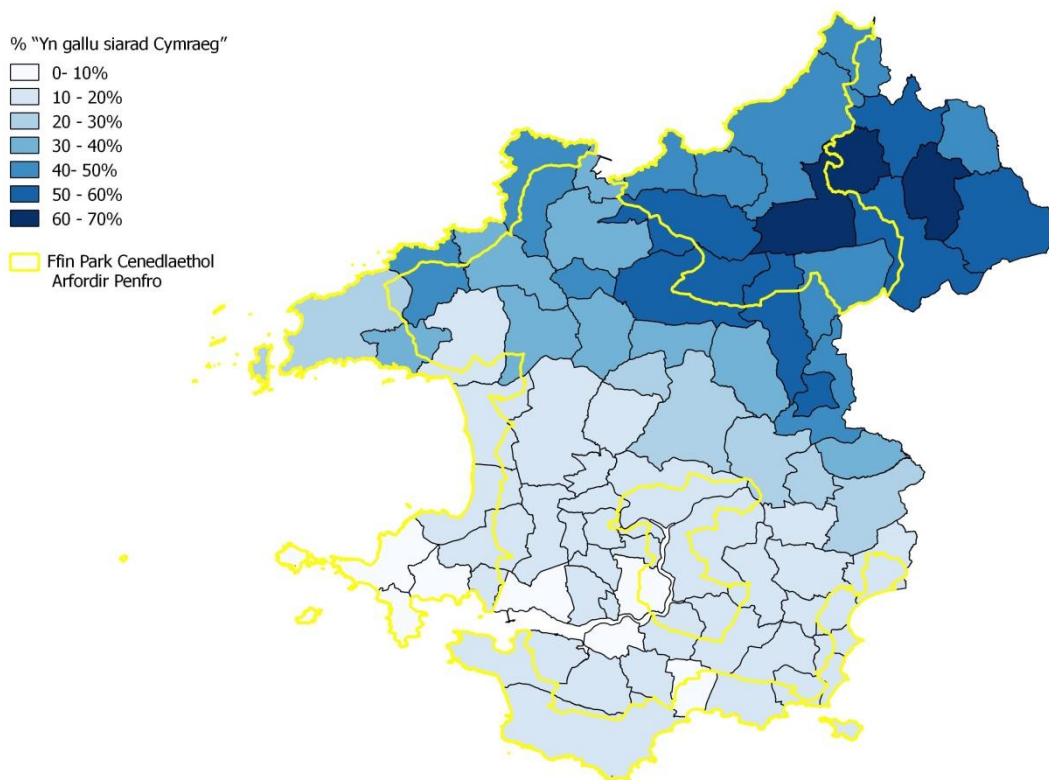 % “Yn gallu siarad Cymraeg”
0- 10%
10 - 20%
20 - 30%
30 - 40%
40- 50%
50 - 60%
60 - 70%
Ffin Park Cenedlaethol
Arfordir Penfro